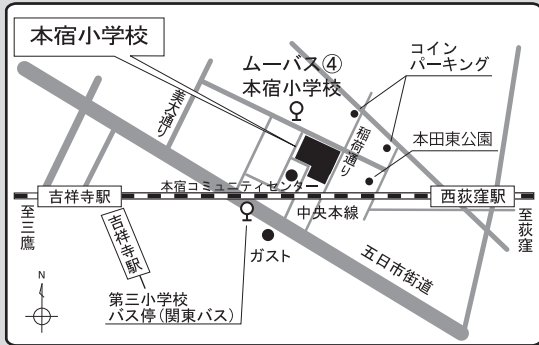 本宿小学校
ムーバス④
本宿小学校
コイン
パーキング
美大通り
稲荷通り
本田東公園
本宿コミュニティセンター
吉祥寺駅
西荻窪駅
至三鷹
中央本線
至荻窪
吉祥寺駅
ガスト
五日市街道
第三小学校
バス停(関東バス)
N